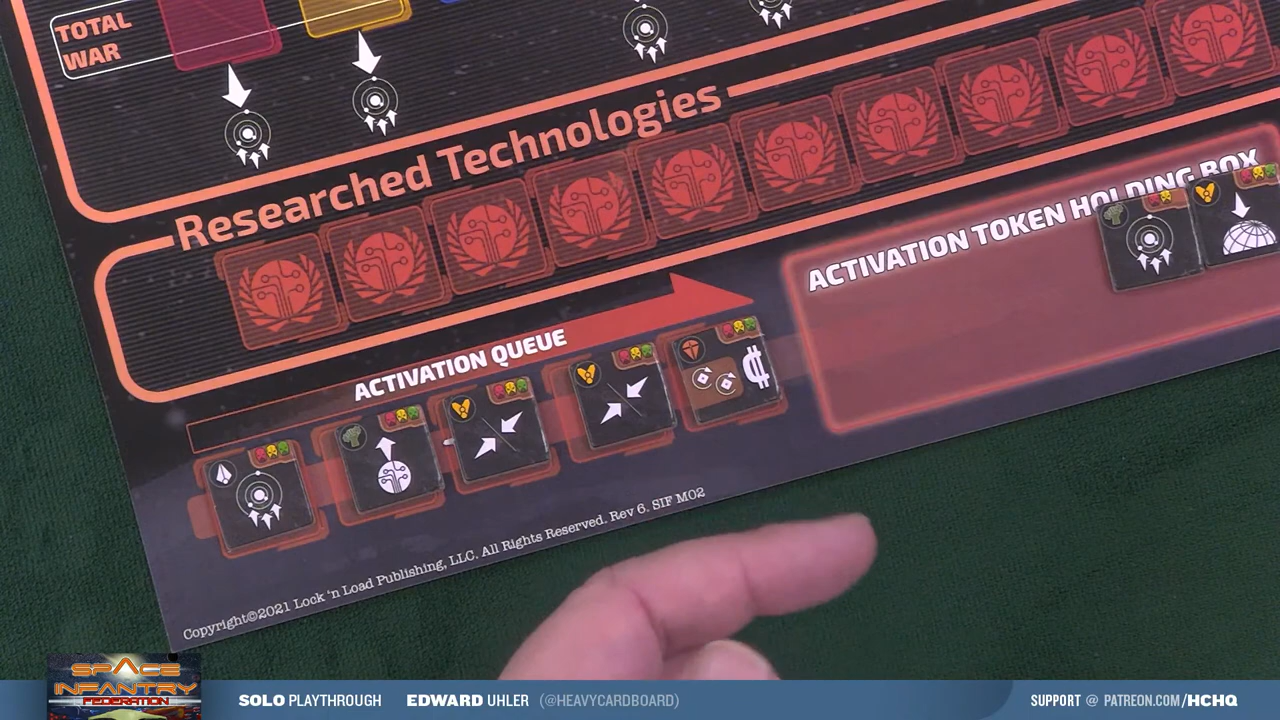 TOTAL
WAR
Researched Technologies
ACTIVATION TOKEN HOLDING BOX
ACTIVATION QUEUE
Copyright©2021 Lock 'n Load Publishing, LLC. All Rights Reserved. Rev 6. SIF M02
SPACE
INFANTRY
FEDERATION
SOLO PLAYTHROUGH EDWARD UHLER (@HEAVYCARDBOARD) SUPPORT @ PATREON.COM/HCHQ